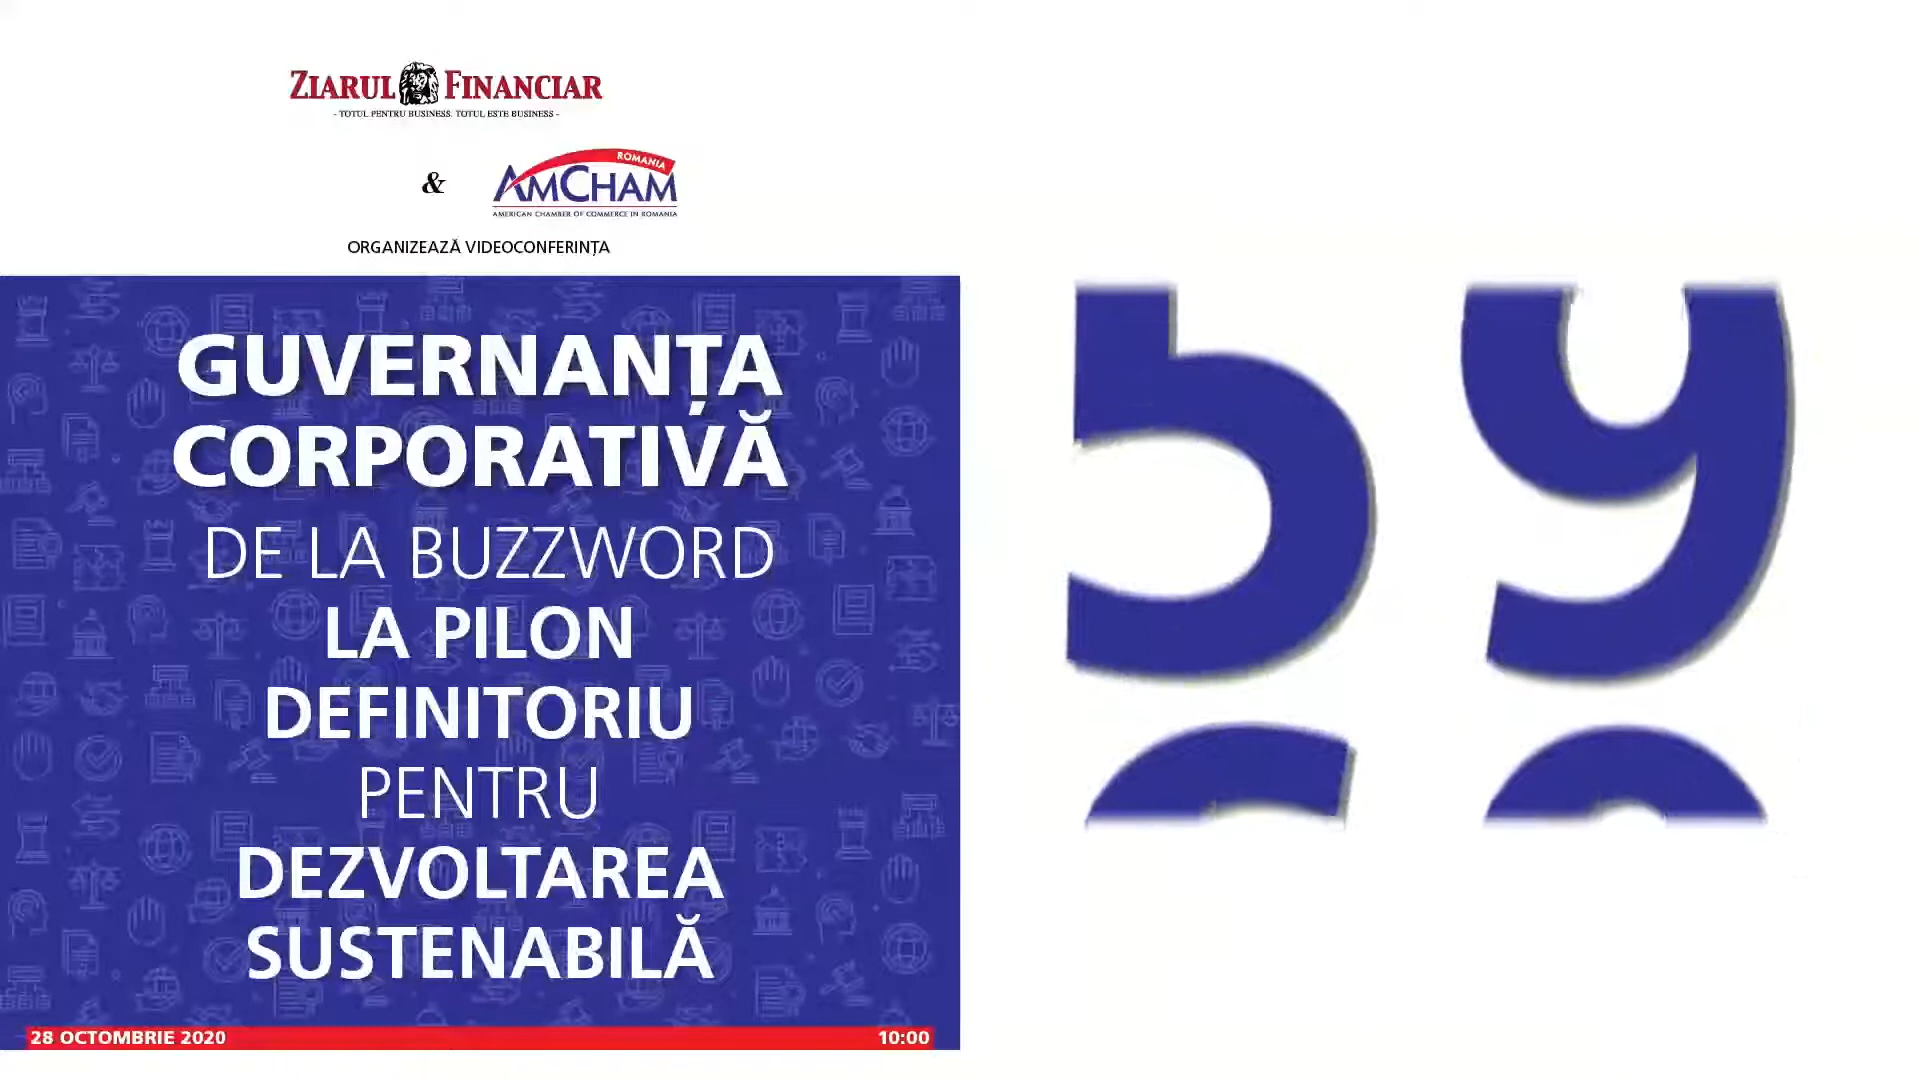 ZIARUL FINANCIAR
- TOTUL PENTRU BUSINESS. TOTUL ESTE BUSINESS -
& AMCHAM ROMANIA
AMERICAN CHAMBER OF COMMERCE IN ROMANIA
ORGANIZEAZĂ VIDEOCONFERINȚA
GUVERNANȚA
CORPORATIVĂ
DE LA BUZZWORD
LA PILON
DEFINITORIU
PENTRU
DEZVOLTAREA
SUSTENABILĂ
28 OCTOMBRIE 2020 10:00
59